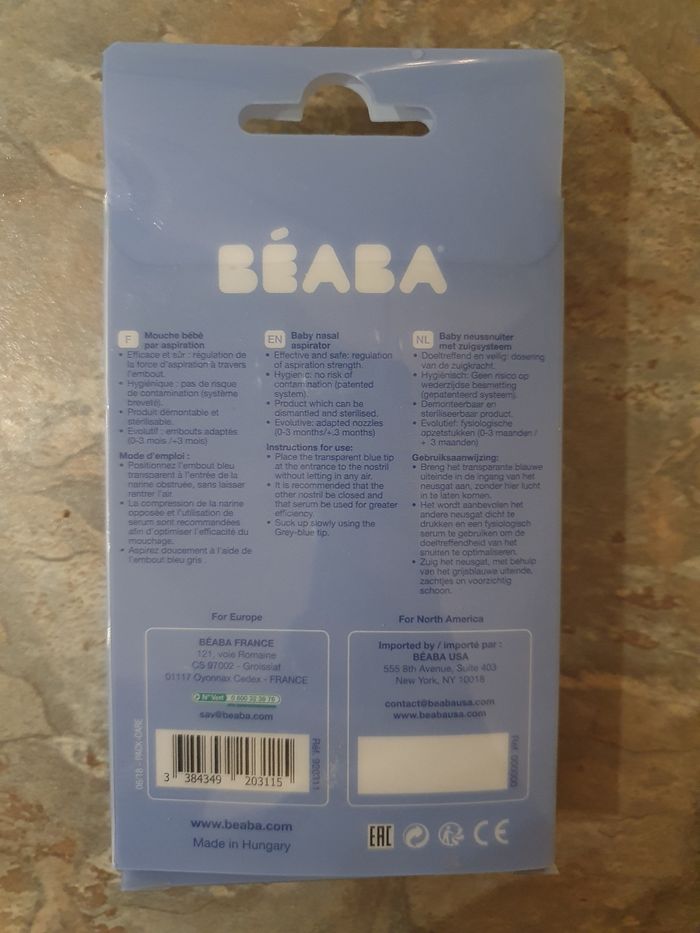 BÉABA
F Mouche bébé
par aspiration
• Efficace et sûr : régulation de
la force d'aspiration à travers
l'embout.
• Hygiénique : pas de risque
de contamination (système
breveté).
• Produit démontable et
stérilisable.
• Evolutif : embouts adaptés
(0-3 mois /+3 mois)
Mode d'emploi :
• Positionnez l'embout bleu
transparent à l'entrée de la
narine obstruée, sans laisser
rentrer l'air.
• La compression de la narine
opposée et l'utilisation de
serum sont recommandées
afin d'optimiser l'efficacité du
mouchage.
• Aspirez doucement à l'aide de
l'embout bleu gris .
EN Baby nasal
aspirator
• Effective and safe: regulation
of aspiration strength.
• Hygienic: no risk of
contamination (patented
system).
• Product which can be
dismantled and sterilised.
• Evolutive: adapted nozzles
(0-3 months/+.3 months)
Instructions for use:
• Place the transparent blue tip
at the entrance to the nostril
without letting in any air.
• It is recommended that the
other nostril be closed and
that serum be used for greater
efficiency.
• Suck up slowly using the
Grey-blue tip.
NL Baby neussnuiter
met zuigsysteem
• Doeltreffend en veilig: dosering
van de zuigkracht.
• Hygiënisch: Geen risico op
wederzijdse besmetting
(gepatenteerd systeem).
• Demonteerbaar en
steriliseerbaar product.
• Evolutief: fysiologische
opzetstukken (0-3 maanden /
+ 3 maanden)
Gebruiksaanwijzing:
• Breng het transparante blauwe
uiteinde in de ingang van het
neusgat aan, zonder hier lucht
in te laten komen.
• Het wordt aanbevolen het
andere neusgat dicht te
drukken en een fysiologisch
serum te gebruiken om de
doeltreffendheid van het
snuiten te optimaliseren.
• Zuig het neusgat, met behulp
van het grijsblauwe uiteinde,
zachtjes en voorzichtig
schoon.
For Europe
BÉABA FRANCE
121, voie Romaine
CS 97002 - Groissiat
01117 Oyonnax Cedex - FRANCE
N° Vert
sav@beaba.com
06/18 - PACK-CARE
3 384349 203115
Réf. 920311
For North America
Imported by / importé par :
BÉABA USA
555 8th Avenue, Suite 403
New York, NY 10018
contact@beabausa.com
www.beabausa.com
Ref. 000000
www.beaba.com
Made in Hungary
EAC CE